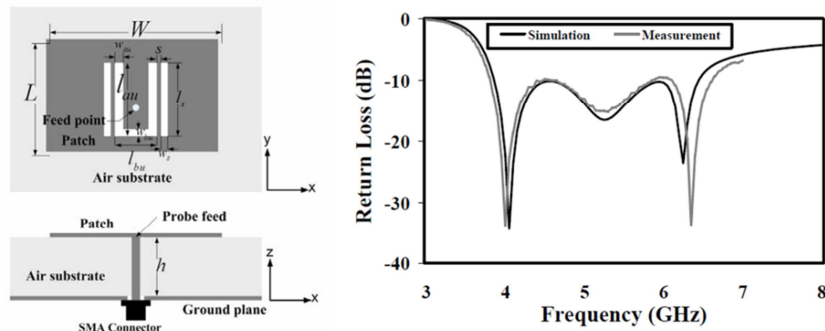 W
w_au
s
L
l_au
l_s
Feed point
w_bu
Patch
w_s
l_bu
Air substrate
y
x
Patch
Probe feed
Air substrate
h
z
x
Ground plane
SMA Connector
Simulation
Measurement
Return Loss (dB)
0
-10
-20
-30
-40
3 4 5 6 7 8
Frequency (GHz)